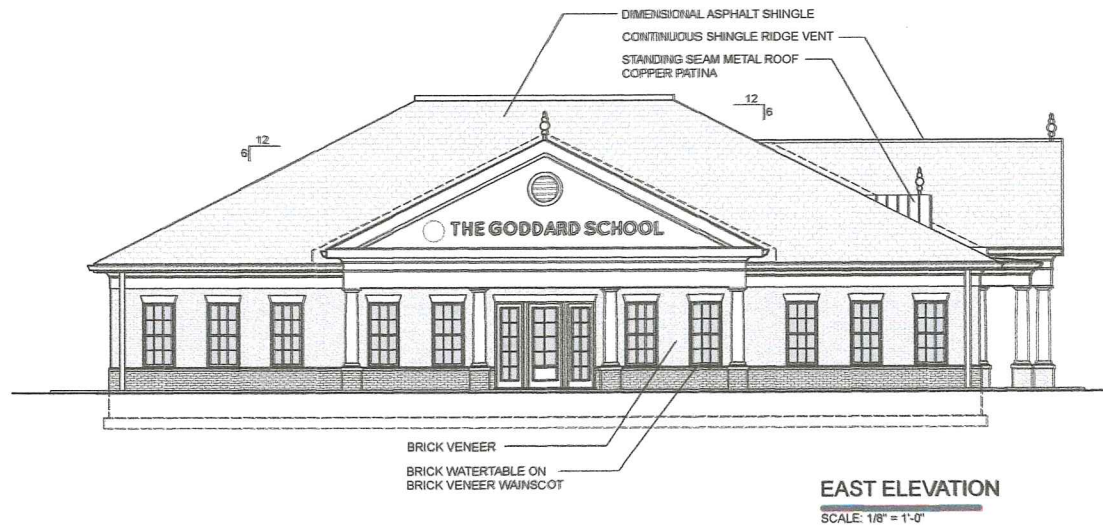 DIMENSIONAL ASPHALT SHINGLE
CONTINUOUS SHINGLE RIDGE VENT
STANDING SEAM METAL ROOF
COPPER PATINA
12
6
12
6
THE GODDARD SCHOOL
BRICK VENEER
BRICK WATERTABLE ON
BRICK VENEER WAINSCOT
EAST ELEVATION
SCALE: 1/8" = 1'-0"